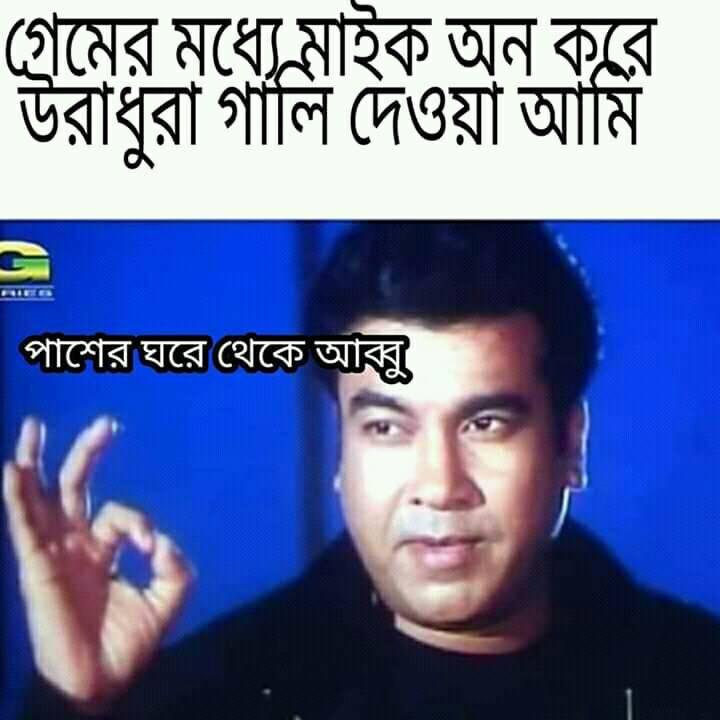 গেমের মধ্যে মাইক অন করে
উরাধুরা গালি দেওয়া আমি
G
পাশের ঘরে থেকে আব্বু